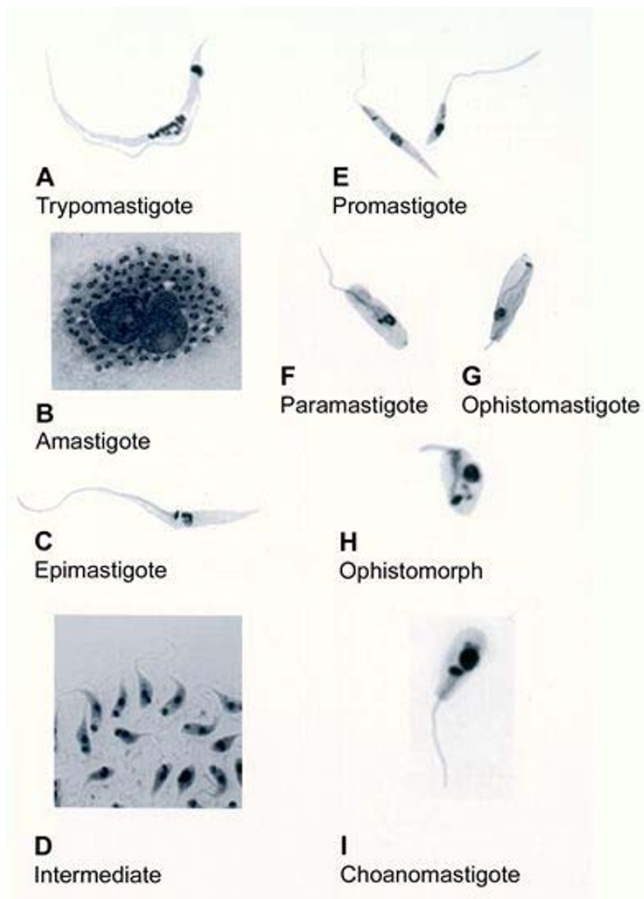 A
Trypomastigote
E
Promastigote
B
Amastigote
F
Paramastigote
G
Ophistomastigote
C
Epimastigote
H
Ophistomorph
D
Intermediate
I
Choanomastigote